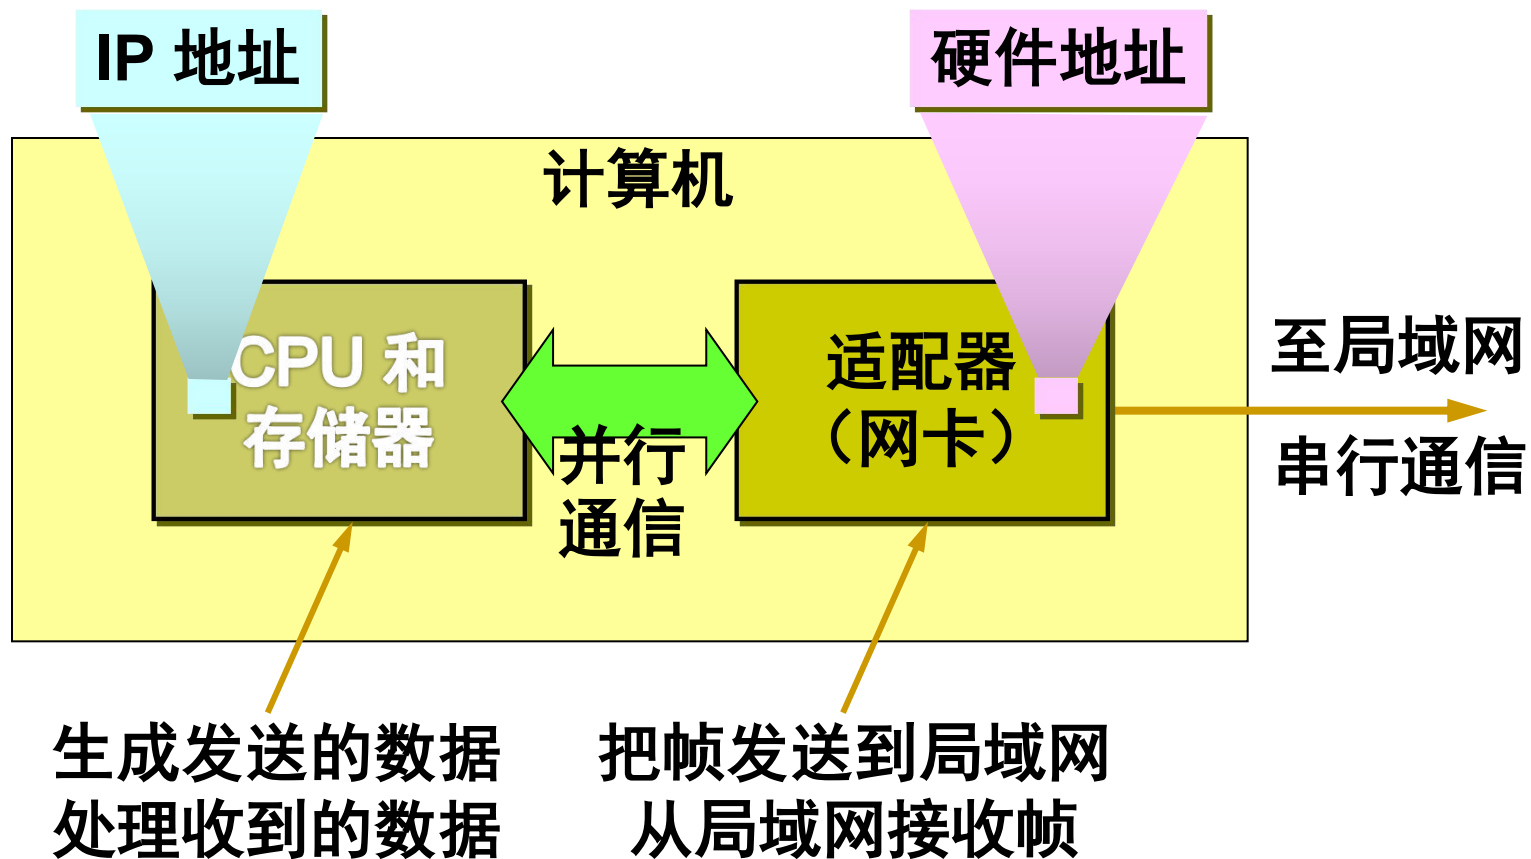 IP 地址
硬件地址
计算机
CPU 和
存储器
并行
通信
适配器
（网卡）
至局域网
串行通信
生成发送的数据
处理收到的数据
把帧发送到局域网
从局域网接收帧